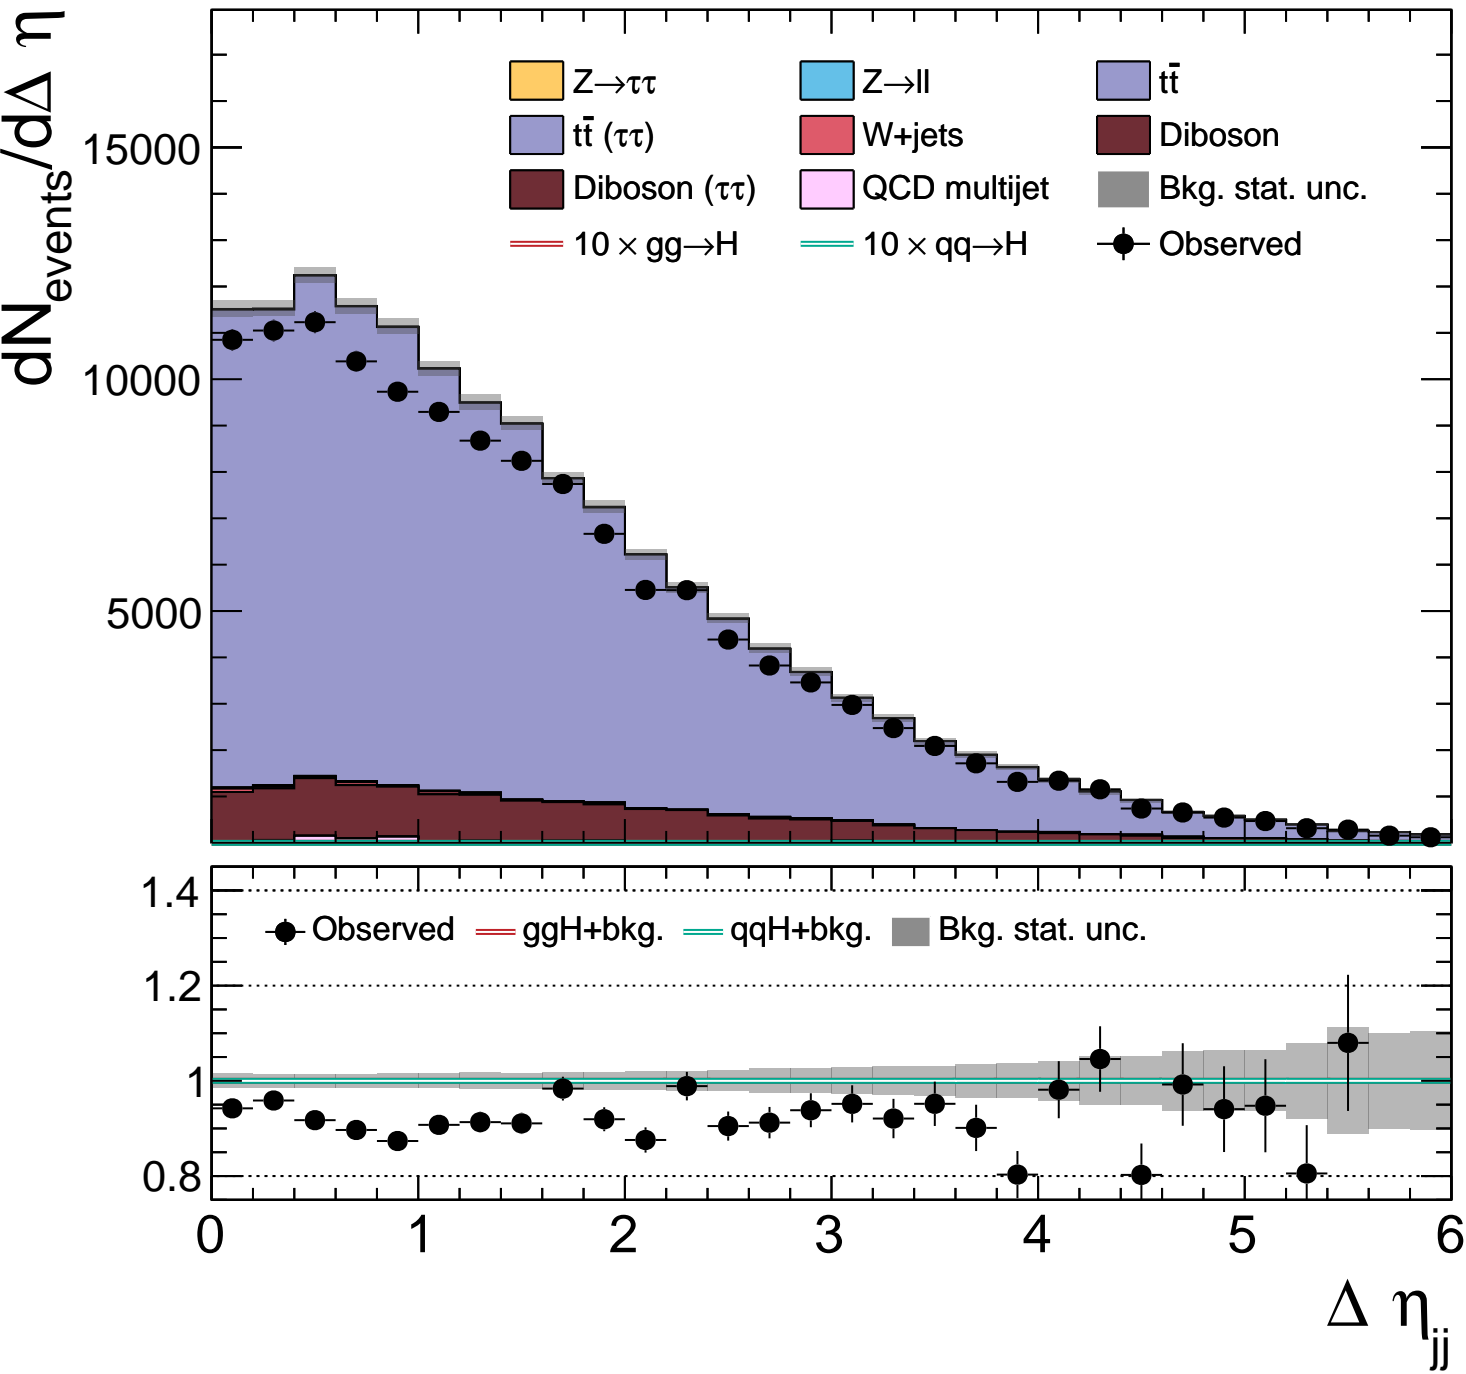 dN_events/dΔ η
Z→ττ Z→ll tt̄
tt̄ (ττ) W+jets Diboson
Diboson (ττ) QCD multijet Bkg. stat. unc.
10 × gg→H 10 × qq→H Observed
15000
10000
5000
Observed ggH+bkg. qqH+bkg. Bkg. stat. unc.
1.4
1.2
1
0.8
0 1 2 3 4 5 6
Δ η_jj